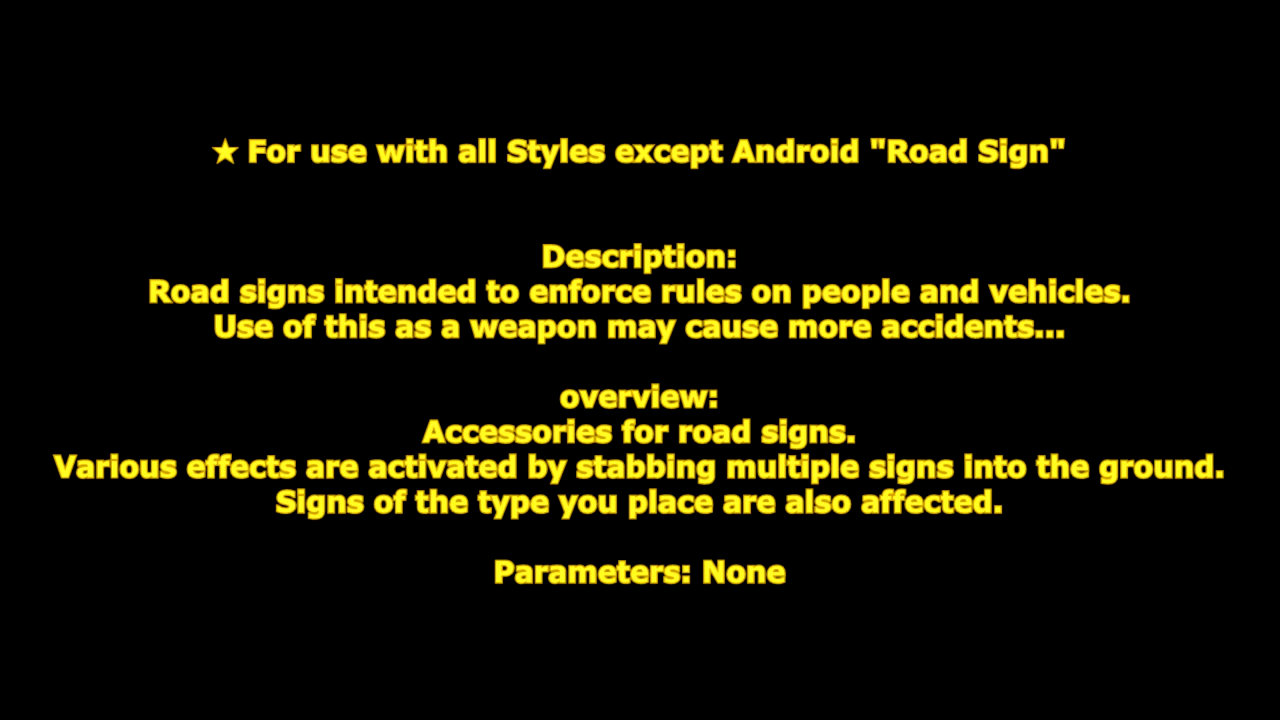 ★ For use with all Styles except Android "Road Sign"
Description:
Road signs intended to enforce rules on people and vehicles.
Use of this as a weapon may cause more accidents...
overview:
Accessories for road signs.
Various effects are activated by stabbing multiple signs into the ground.
Signs of the type you place are also affected.
Parameters: None